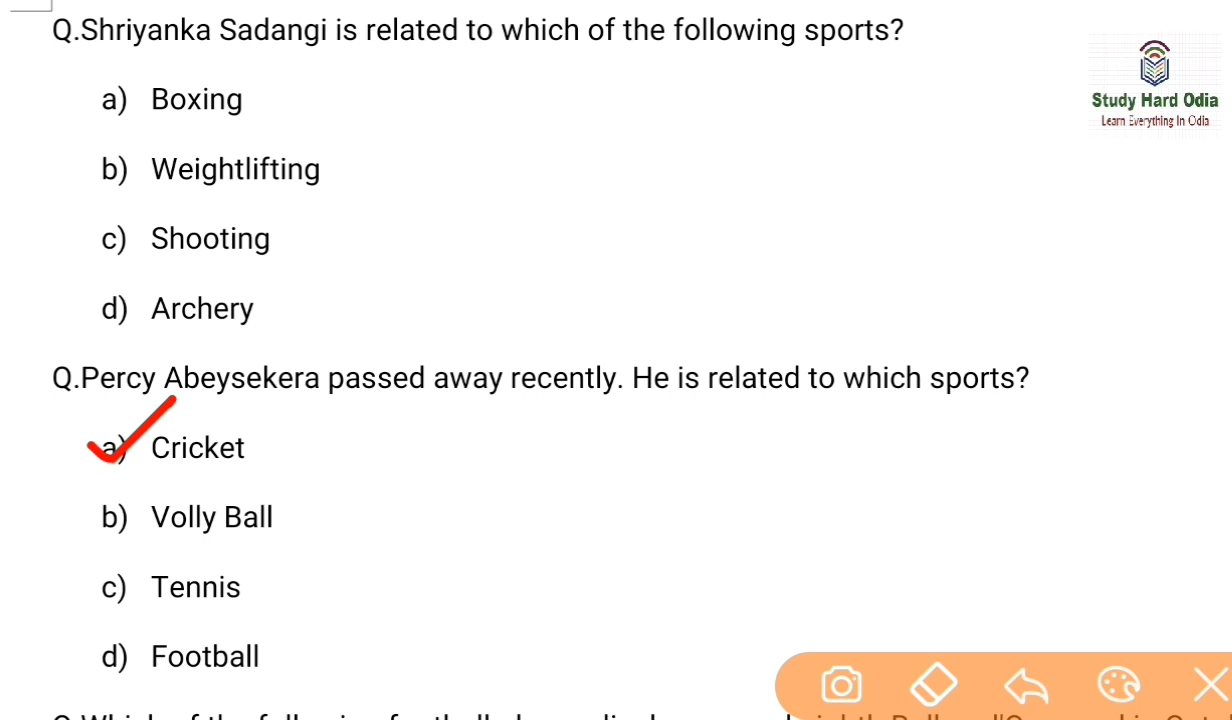 Q.Shriyanka Sadangi is related to which of the following sports?
Study Hard Odia
Learn Everything In Odia
a) Boxing
b) Weightlifting
c) Shooting
d) Archery
Q.Percy Abeysekera passed away recently. He is related to which sports?
a) Cricket
b) Volly Ball
c) Tennis
d) Football